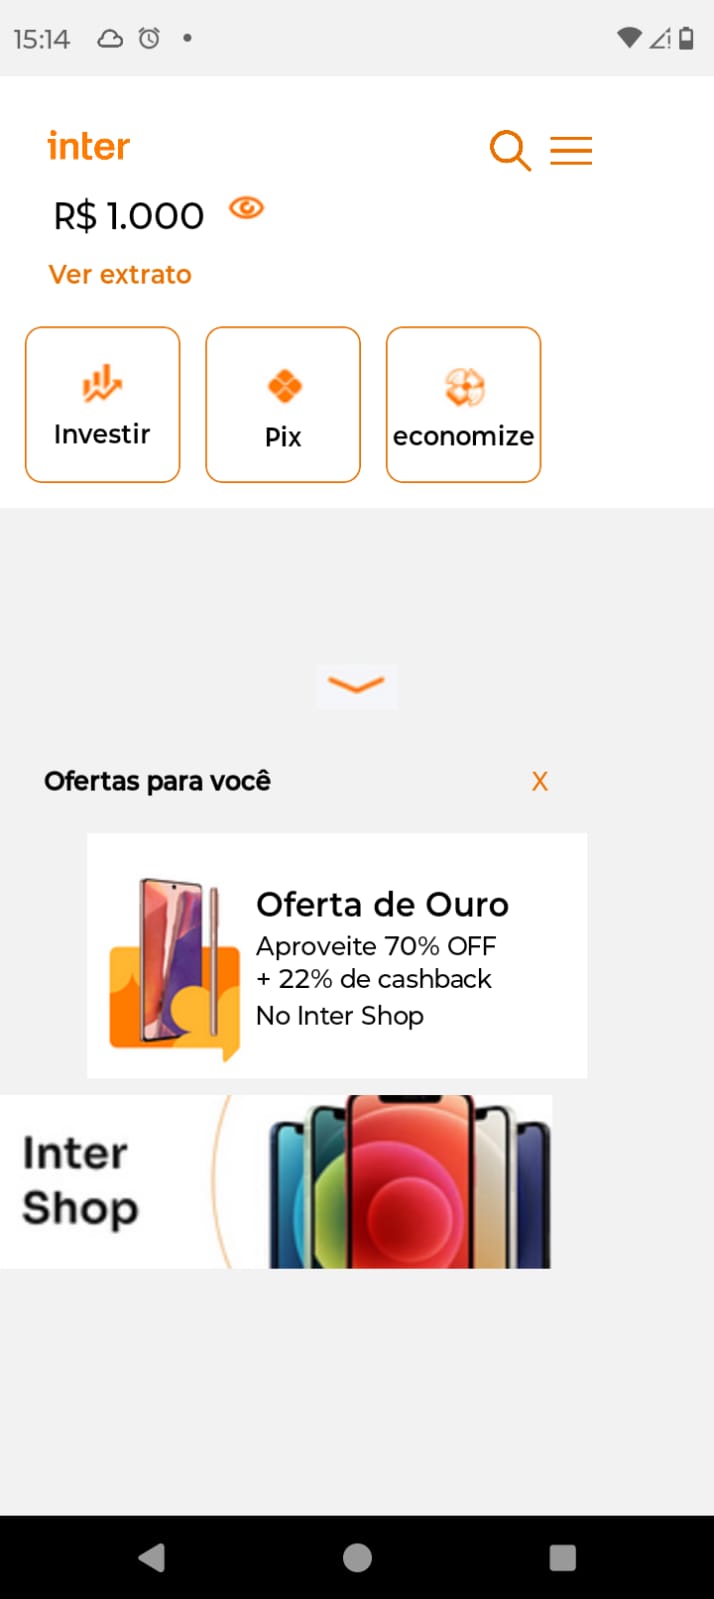 15:14
inter
R$ 1.000
Ver extrato
Investir
Pix
economize
Ofertas para você
X
Oferta de Ouro
Aproveite 70% OFF
+ 22% de cashback
No Inter Shop
Inter
Shop